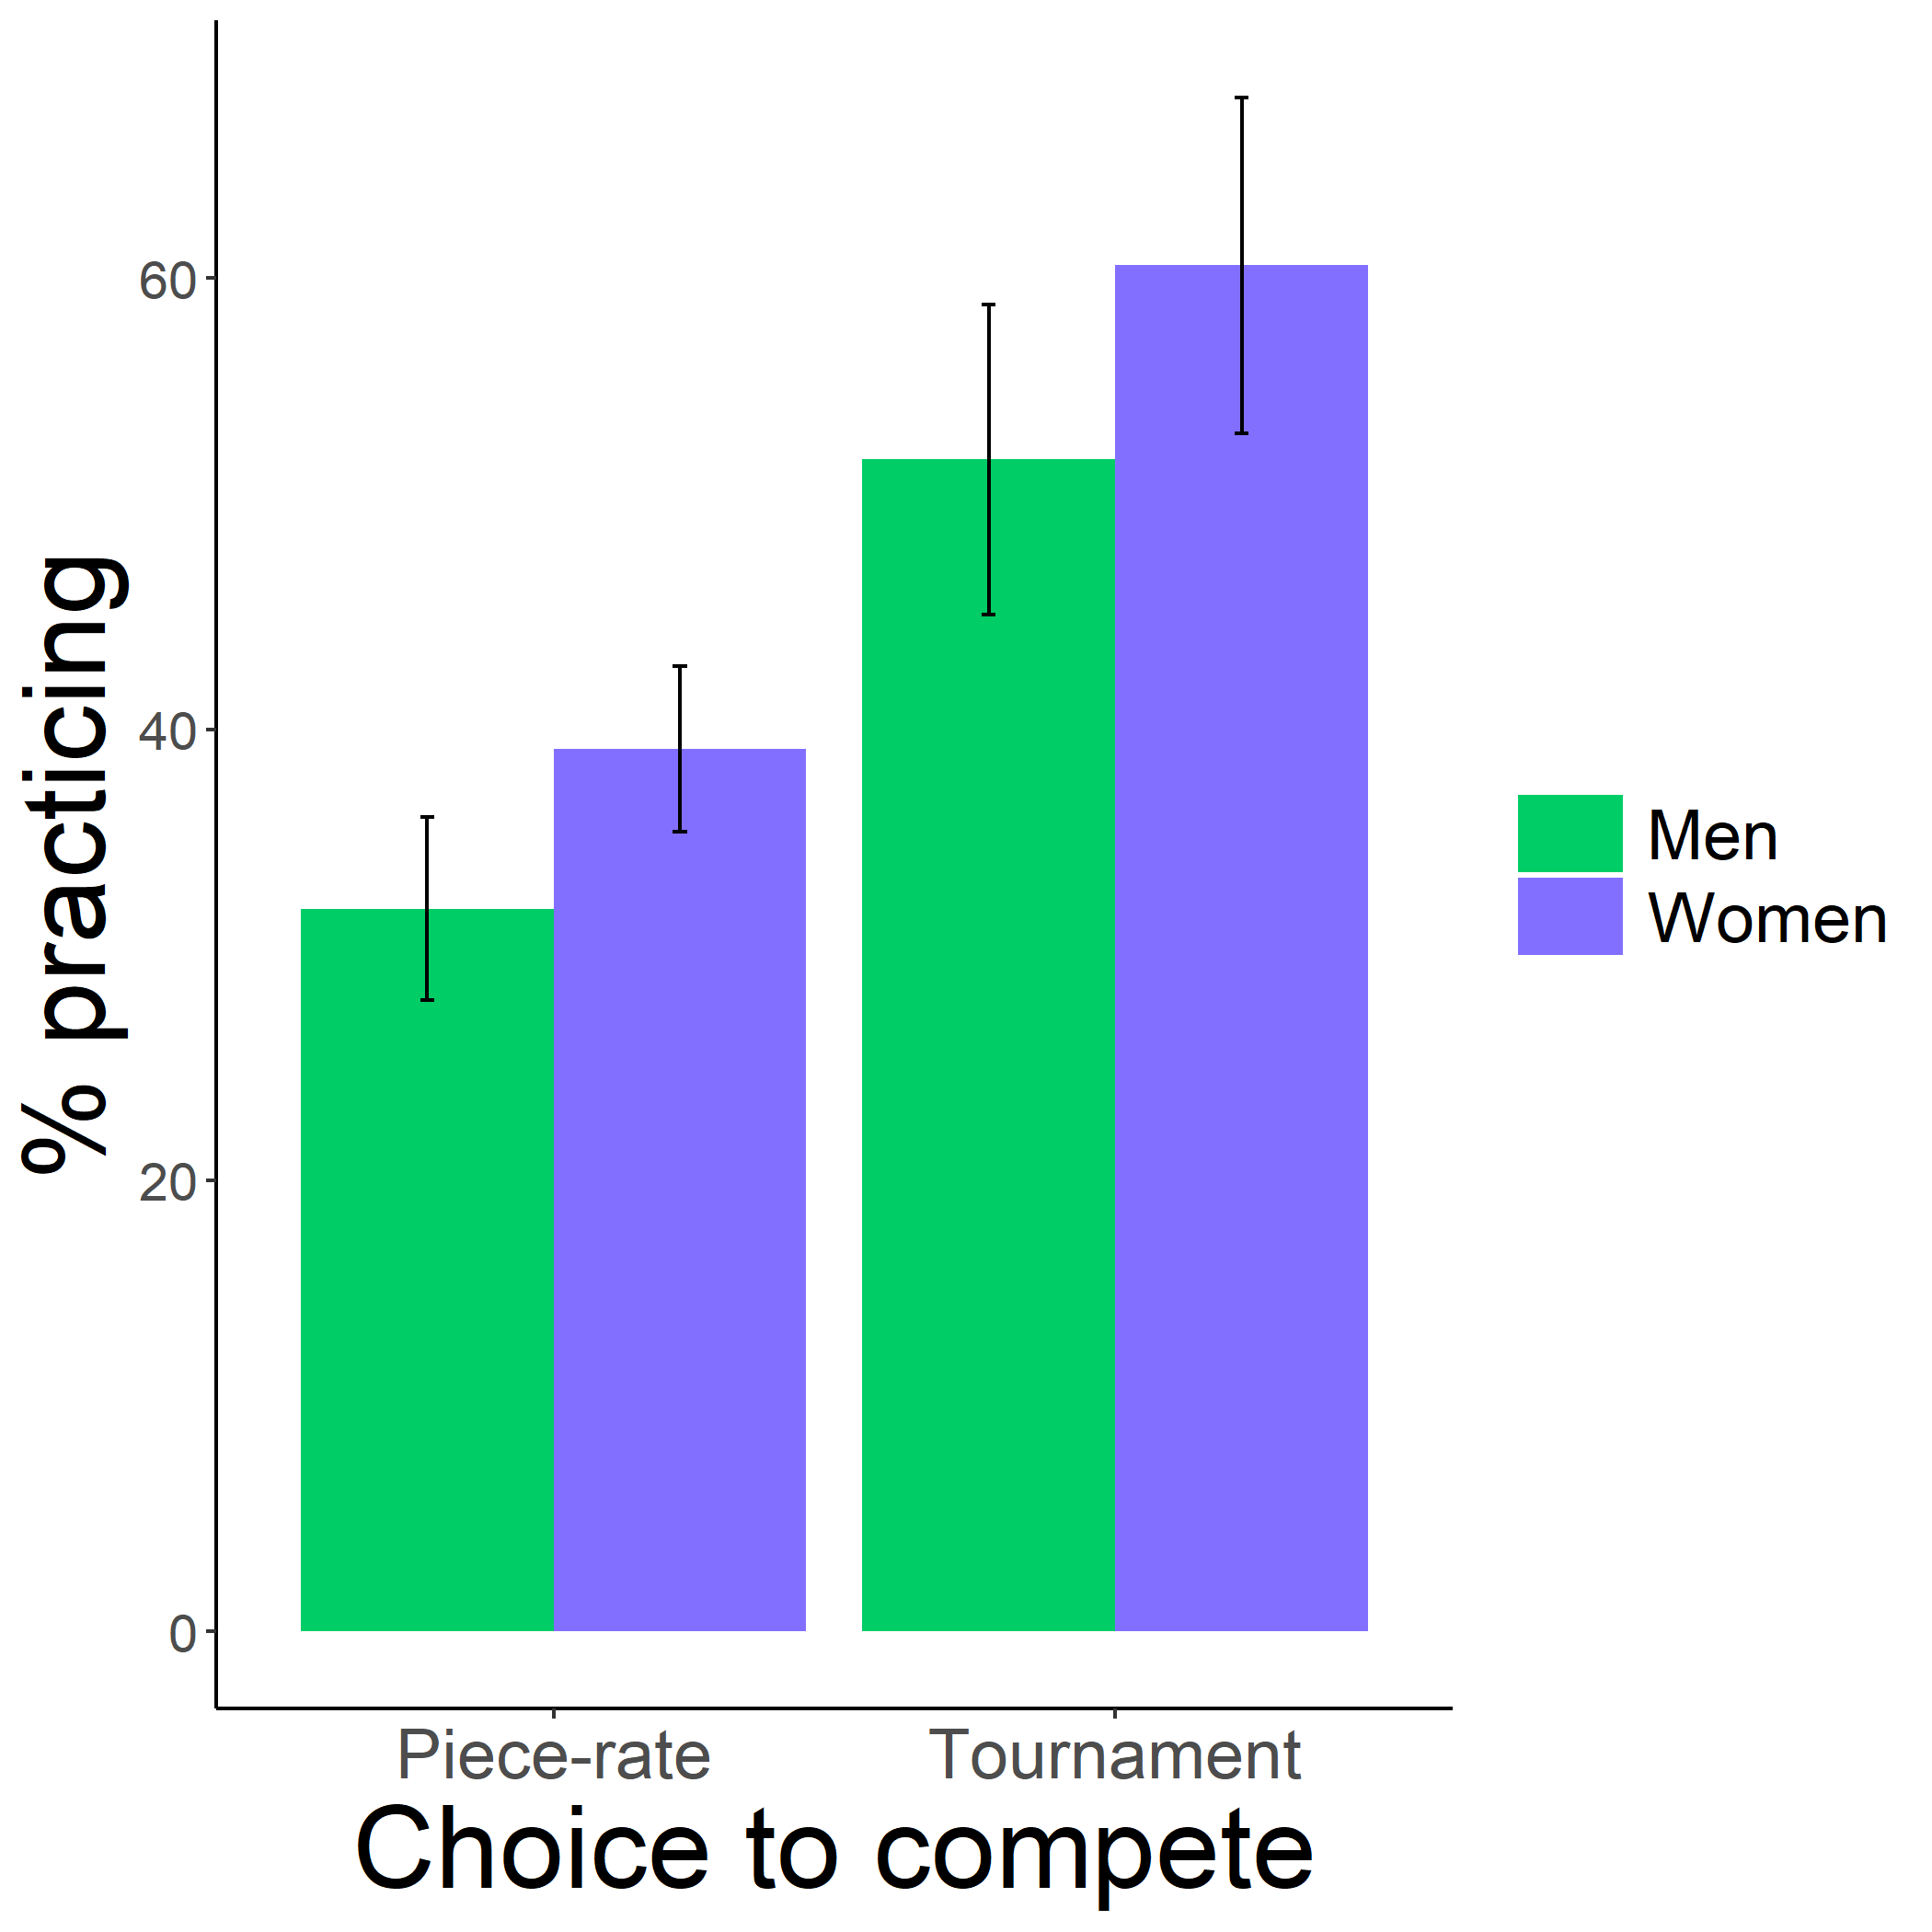 % practicing
60
40
20
0
Piece-rate
Tournament
Choice to compete
Men
Women